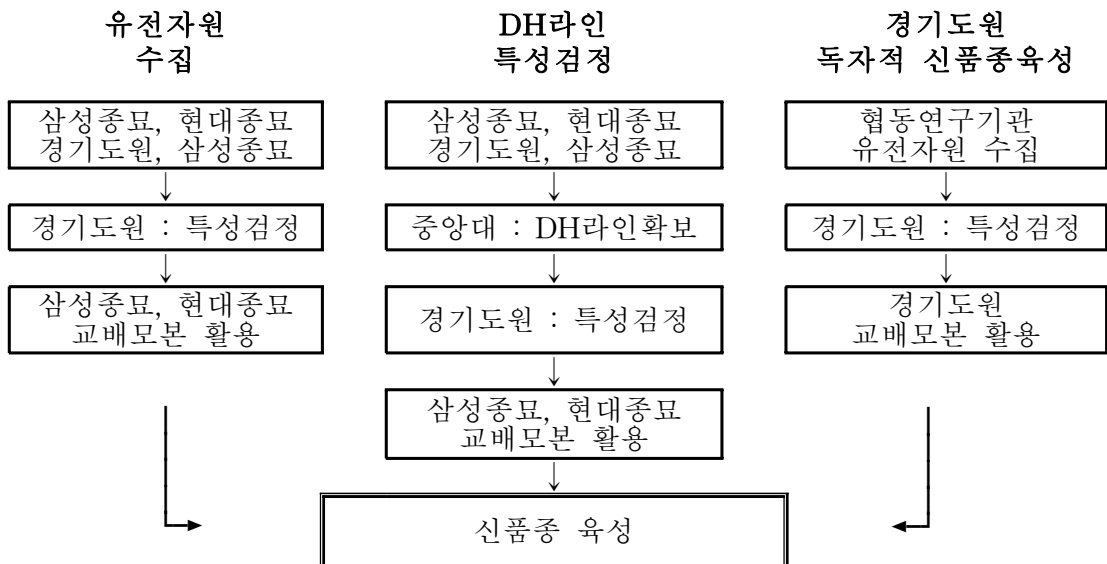 유전자원
수집
삼성종묘, 현대종묘
경기도원, 삼성종묘
경기도원 : 특성검정
삼성종묘, 현대종묘
교배모본 활용
DH라인
특성검정
삼성종묘, 현대종묘
경기도원, 삼성종묘
중앙대 : DH라인확보
경기도원 : 특성검정
삼성종묘, 현대종묘
교배모본 활용
경기도원
독자적 신품종육성
협동연구기관
유전자원 수집
경기도원 : 특성검정
경기도원
교배모본 활용
신품종 육성